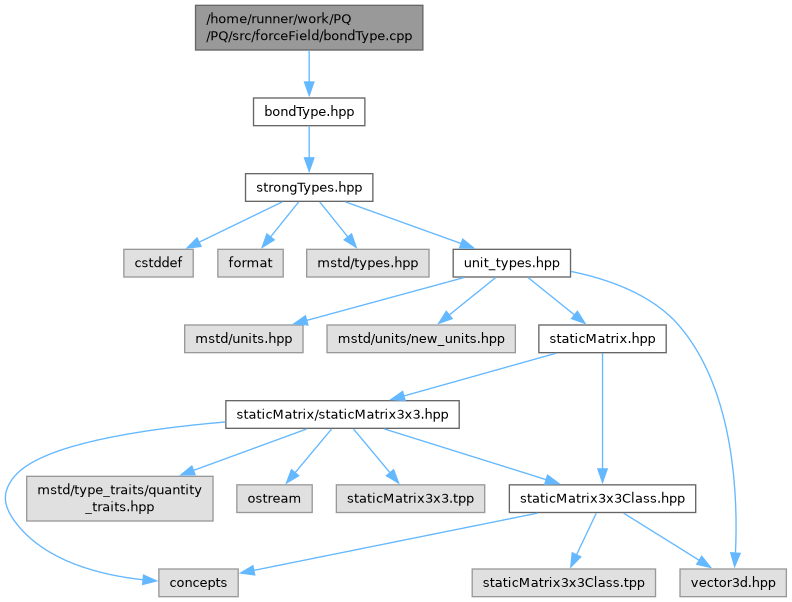 /home/runner/work/PQ
/PQ/src/forceField/bondType.cpp
bondType.hpp
strongTypes.hpp
cstddef
format
mstd/types.hpp
unit_types.hpp
mstd/units.hpp
mstd/units/new_units.hpp
staticMatrix.hpp
staticMatrix/staticMatrix3x3.hpp
mstd/type_traits/quantity
_traits.hpp
ostream
staticMatrix3x3.tpp
staticMatrix3x3Class.hpp
concepts
staticMatrix3x3Class.tpp
vector3d.hpp